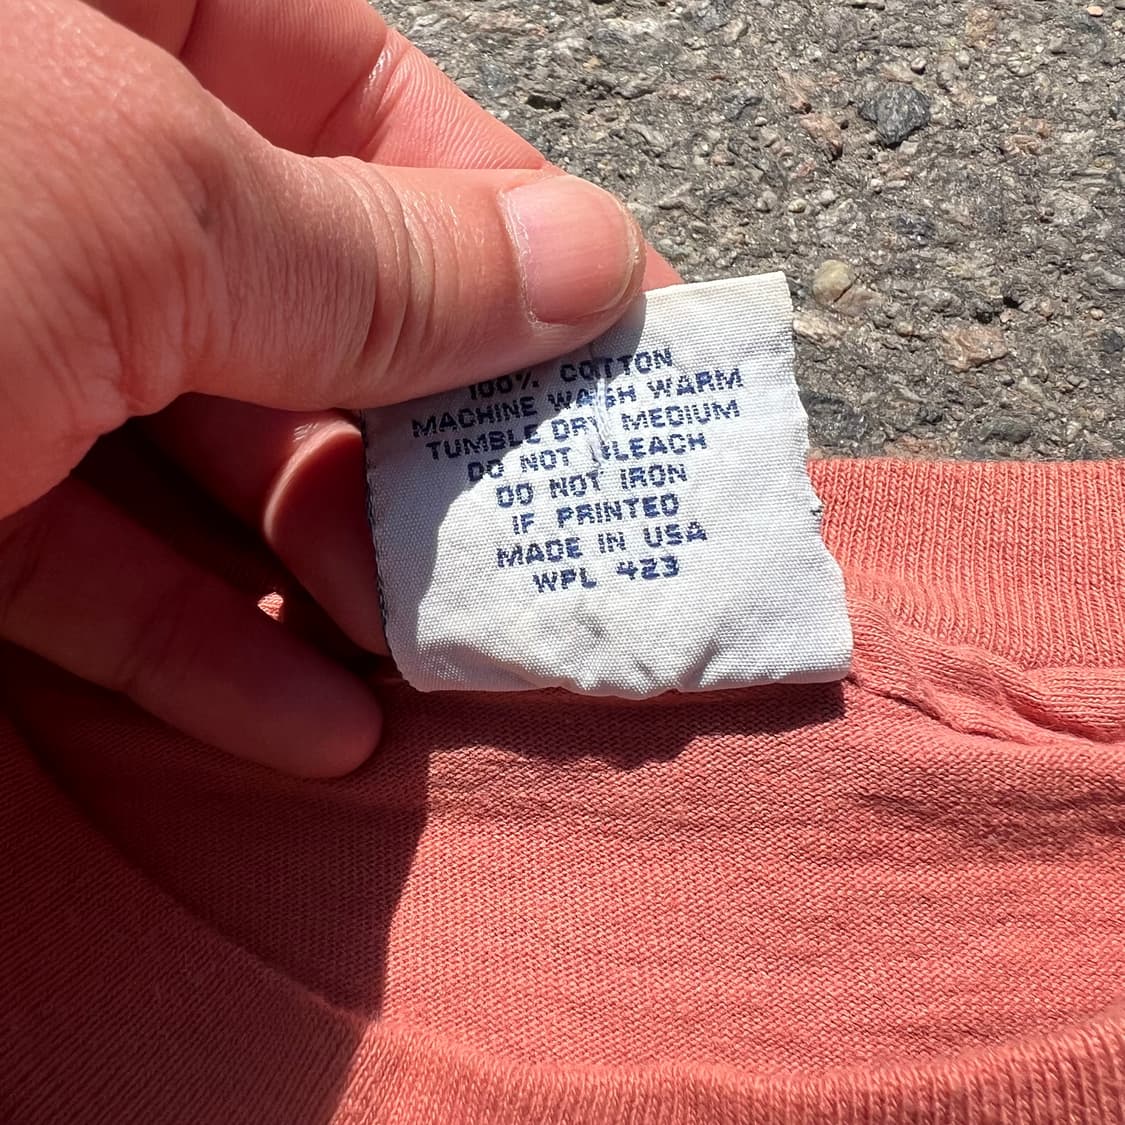 100% COTTON
MACHINE WASH WARM
TUMBLE DRY MEDIUM
DO NOT BLEACH
DO NOT IRON
IF PRINTED
MADE IN USA
WPL 423